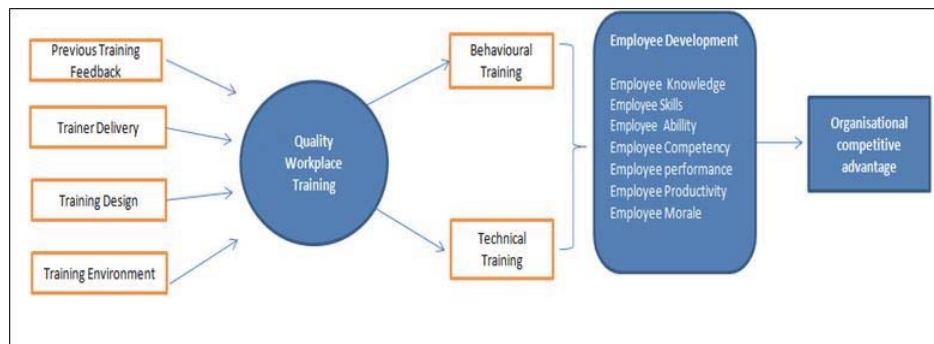 Previous Training
Feedback
Trainer Delivery
Training Design
Training Environment
Quality
Workplace
Training
Behavioural
Training
Technical
Training
Employee Development
Employee Knowledge
Employee Skills
Employee Abillity
Employee Competency
Employee performance
Employee Productivity
Employee Morale
Organisational
competitive
advantage